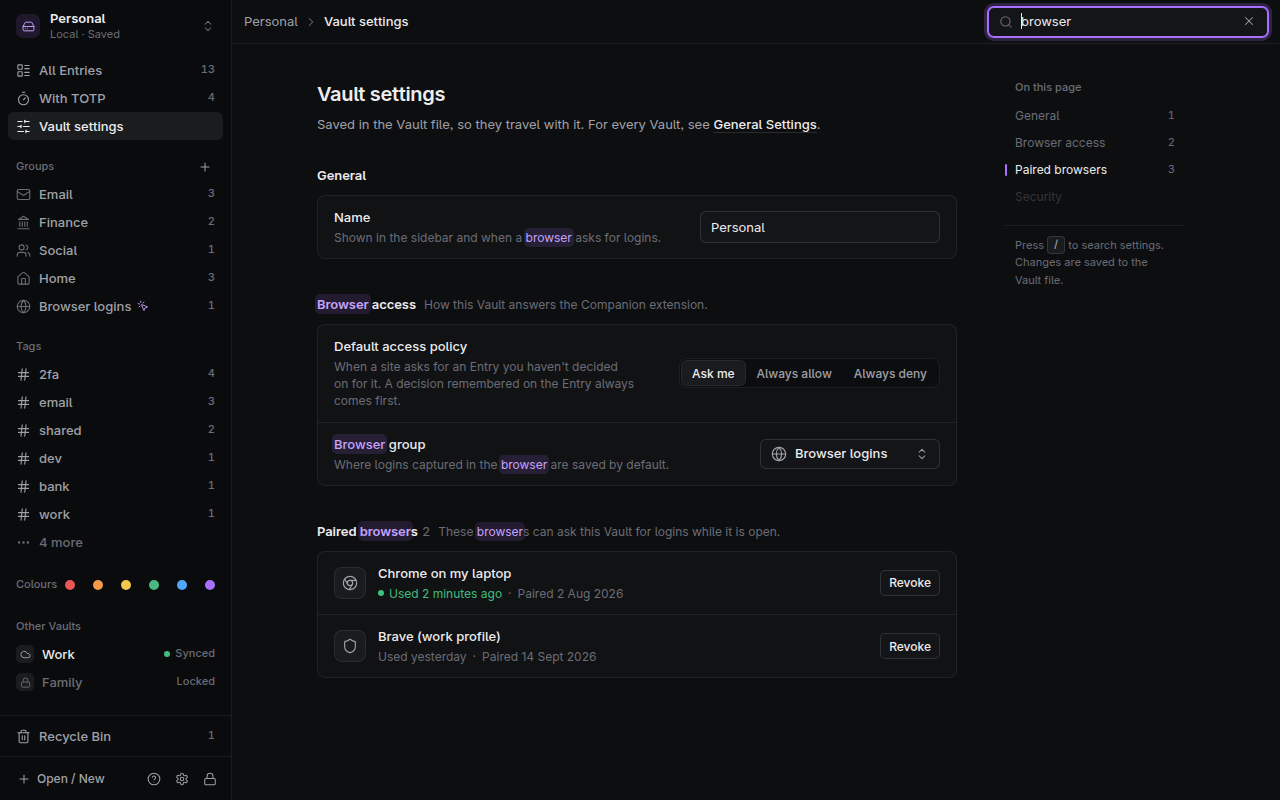 Personal
Local · Saved
All Entries 13
With TOTP 4
Vault settings
Groups
Email 3
Finance 2
Social 1
Home 3
Browser logins 1
Tags
2fa 4
email 3
shared 2
dev 1
bank 1
work 1
4 more
Colours
Other Vaults
Work Synced
Family Locked
Recycle Bin 1
Open / New
Personal > Vault settings
browser
Vault settings
Saved in the Vault file, so they travel with it. For every Vault, see General Settings.
General
Name
Shown in the sidebar and when a browser asks for logins.
Personal
Browser access How this Vault answers the Companion extension.
Default access policy
When a site asks for an Entry you haven't decided
on for it. A decision remembered on the Entry always
comes first.
Ask me Always allow Always deny
Browser group
Where logins captured in the browser are saved by default.
Browser logins
Paired browsers 2 These browsers can ask this Vault for logins while it is open.
Chrome on my laptop
Used 2 minutes ago · Paired 2 Aug 2026
Revoke
Brave (work profile)
Used yesterday · Paired 14 Sept 2026
Revoke
On this page
General 1
Browser access 2
Paired browsers 3
Security
Press / to search settings.
Changes are saved to the
Vault file.